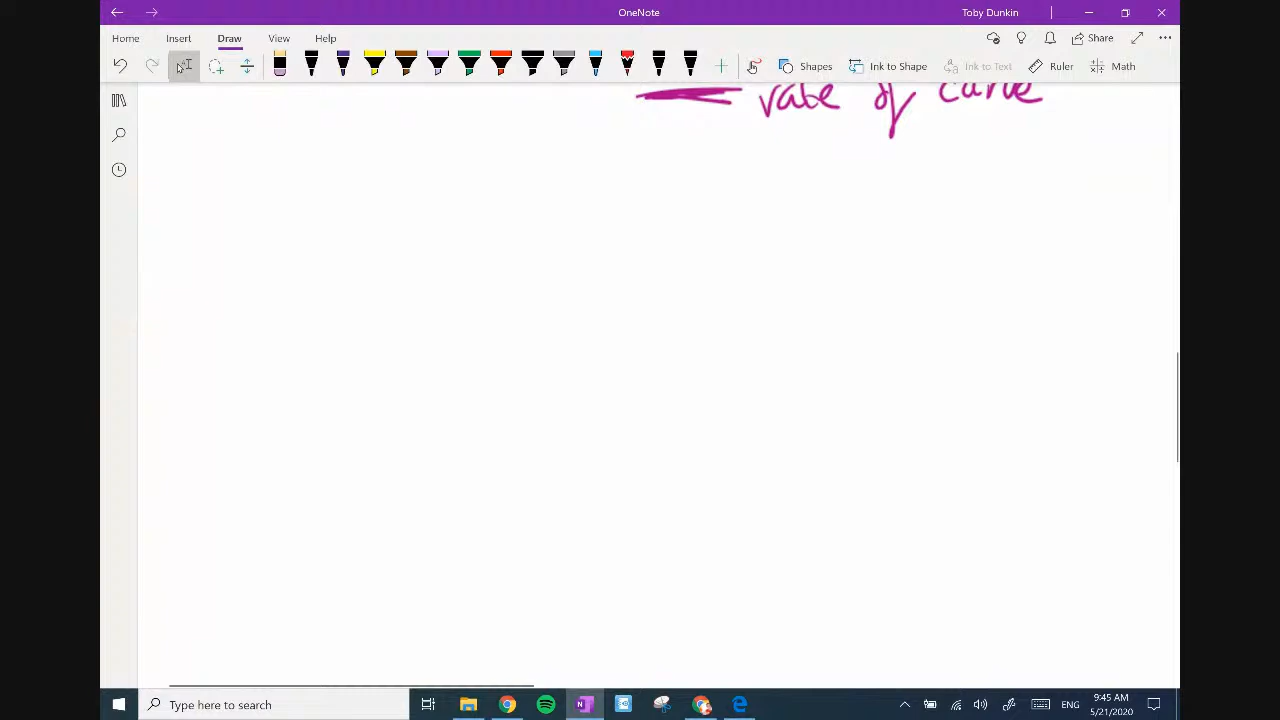 OneNote
Toby Dunkin
Home Insert Draw View Help
Share
Shapes Ink to Shape Ink to Text Ruler Math
rate of curve
Type here to search
ENG
9:45 AM
5/21/2020